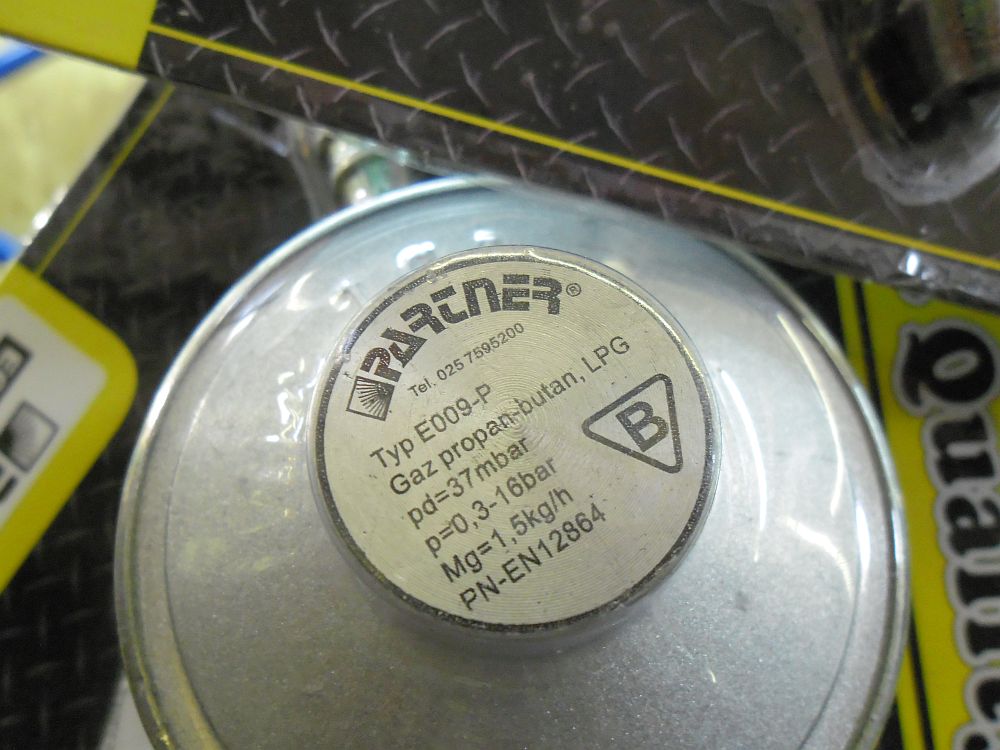 PARTNER®
Tel. 025 7595200
Typ E009-P
Gaz propan-butan, LPG
pd=37mbar
p=0,3-16bar
Mg=1,5kg/h
PN-EN12864
B